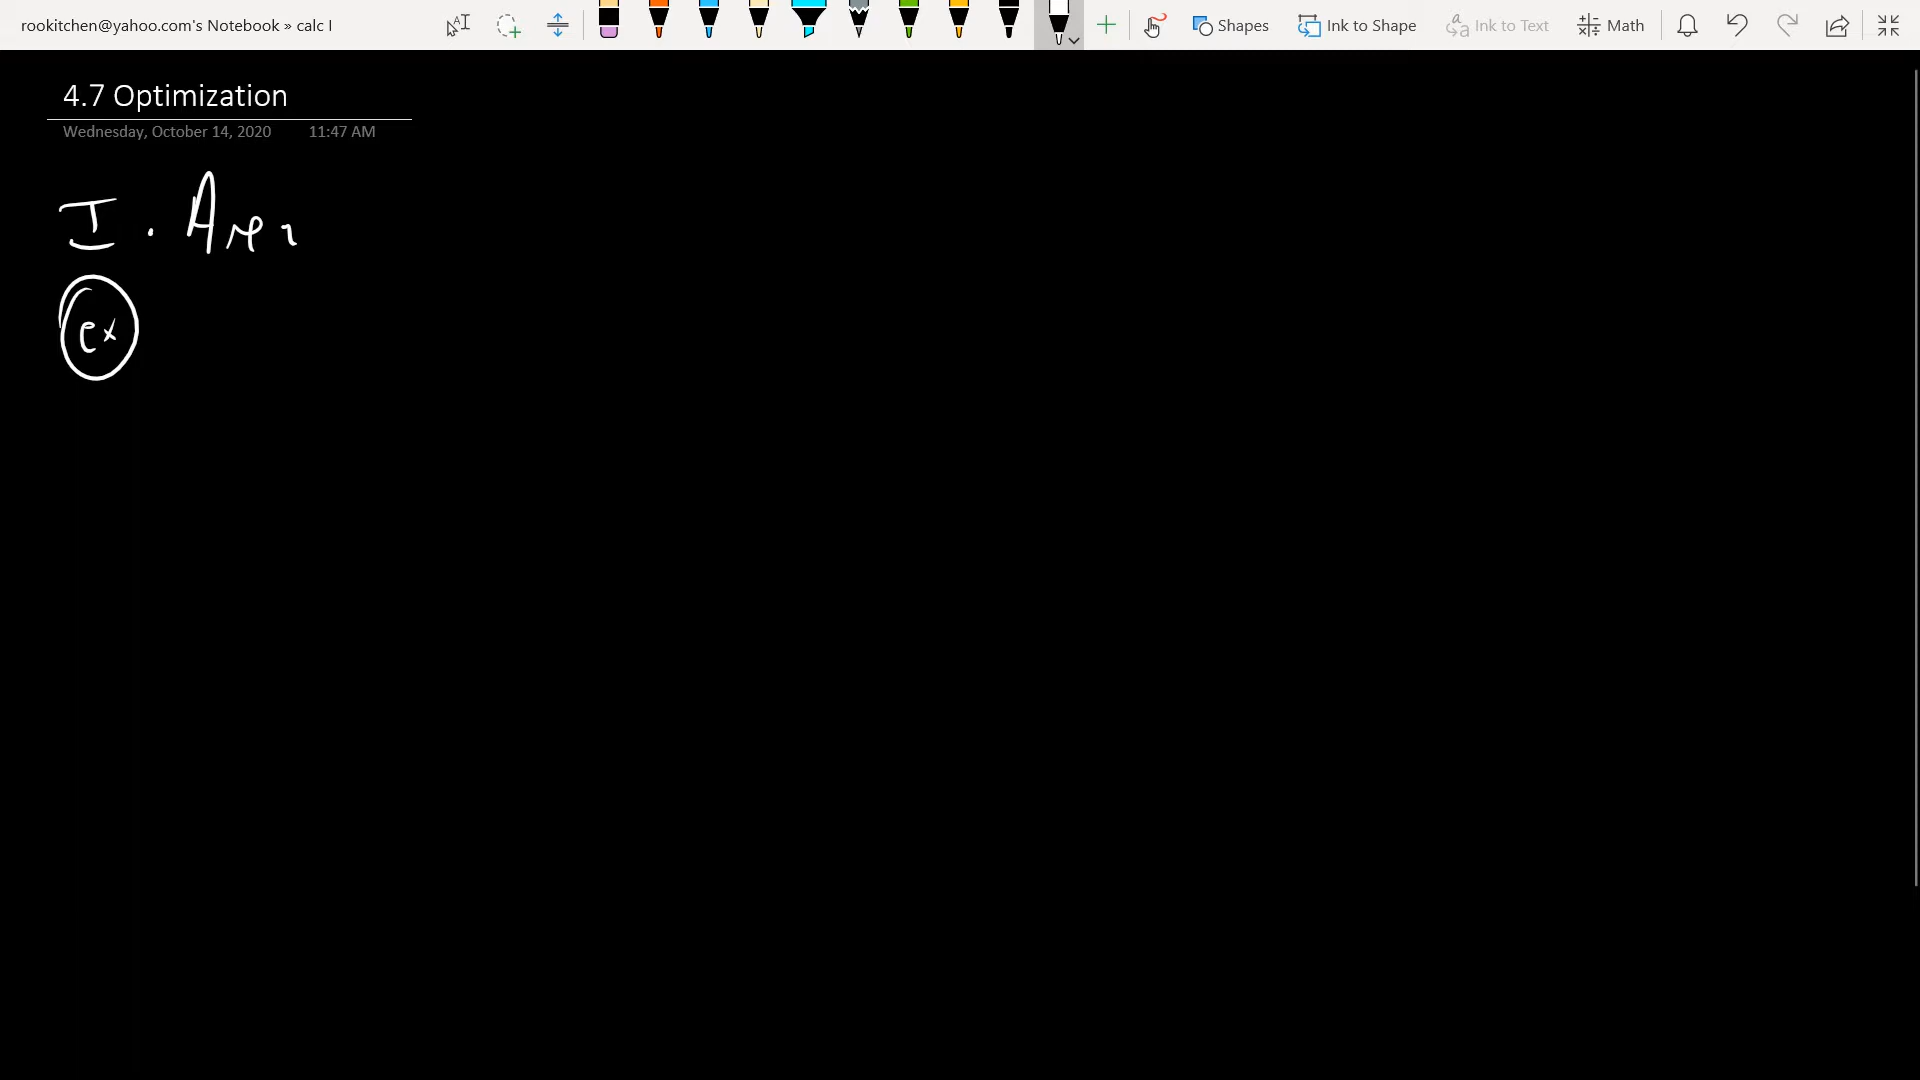 rookitchen@yahoo.com's Notebook » calc I
Shapes
Ink to Shape
Ink to Text
Math
4.7 Optimization
Wednesday, October 14, 2020 11:47 AM
I. Area
ex